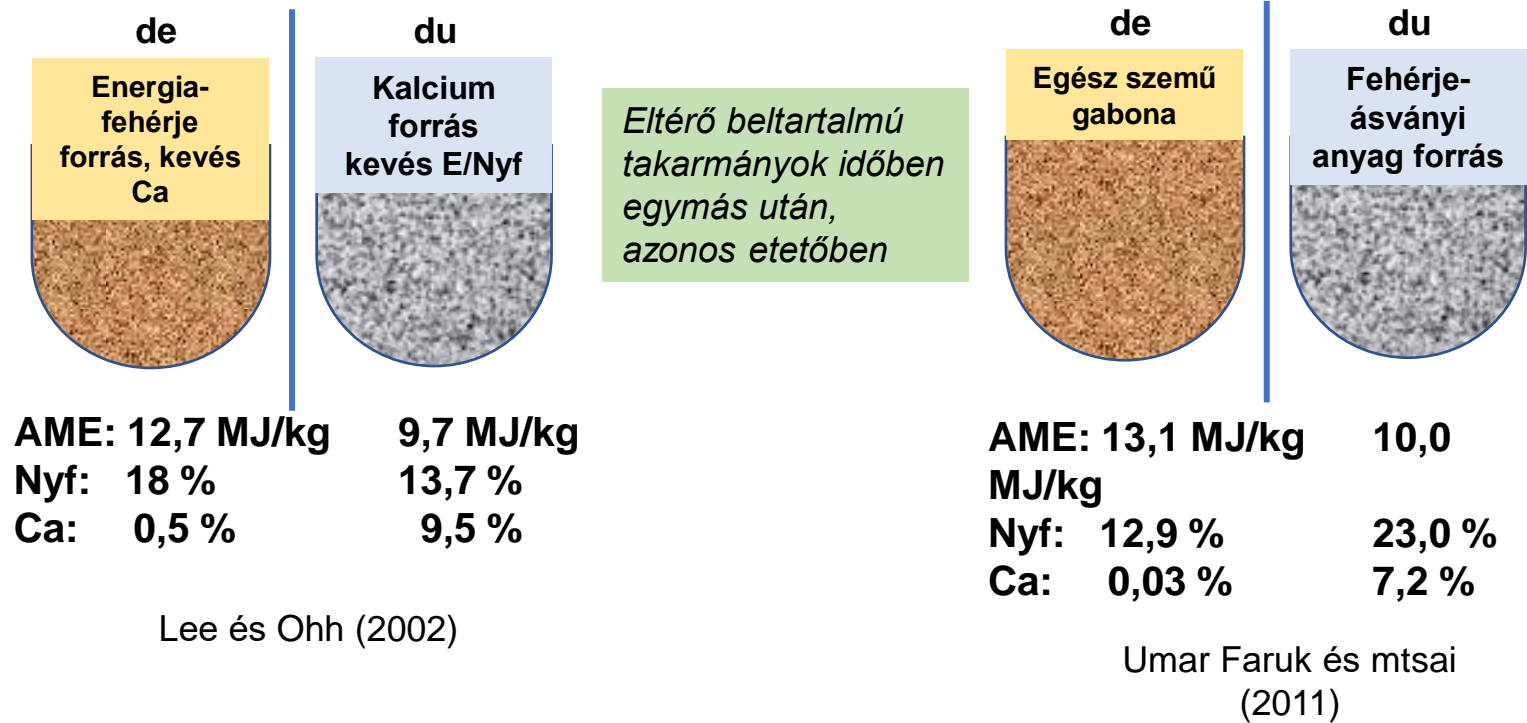 de
du
Energia-
fehérje
forrás, kevés
Ca
Kalcium
forrás
kevés E/Nyf
AME: 12,7 MJ/kg 9,7 MJ/kg
Nyf: 18 % 13,7 %
Ca: 0,5 % 9,5 %
Lee és Ohh (2002)
Eltérő beltartalmú
takarmányok időben
egymás után,
azonos etetőben
de
du
Egész szemű
gabona
Fehérje-
ásványi
anyag forrás
AME: 13,1 MJ/kg 10,0
MJ/kg
Nyf: 12,9 % 23,0 %
Ca: 0,03 % 7,2 %
Umar Faruk és mtsai
(2011)